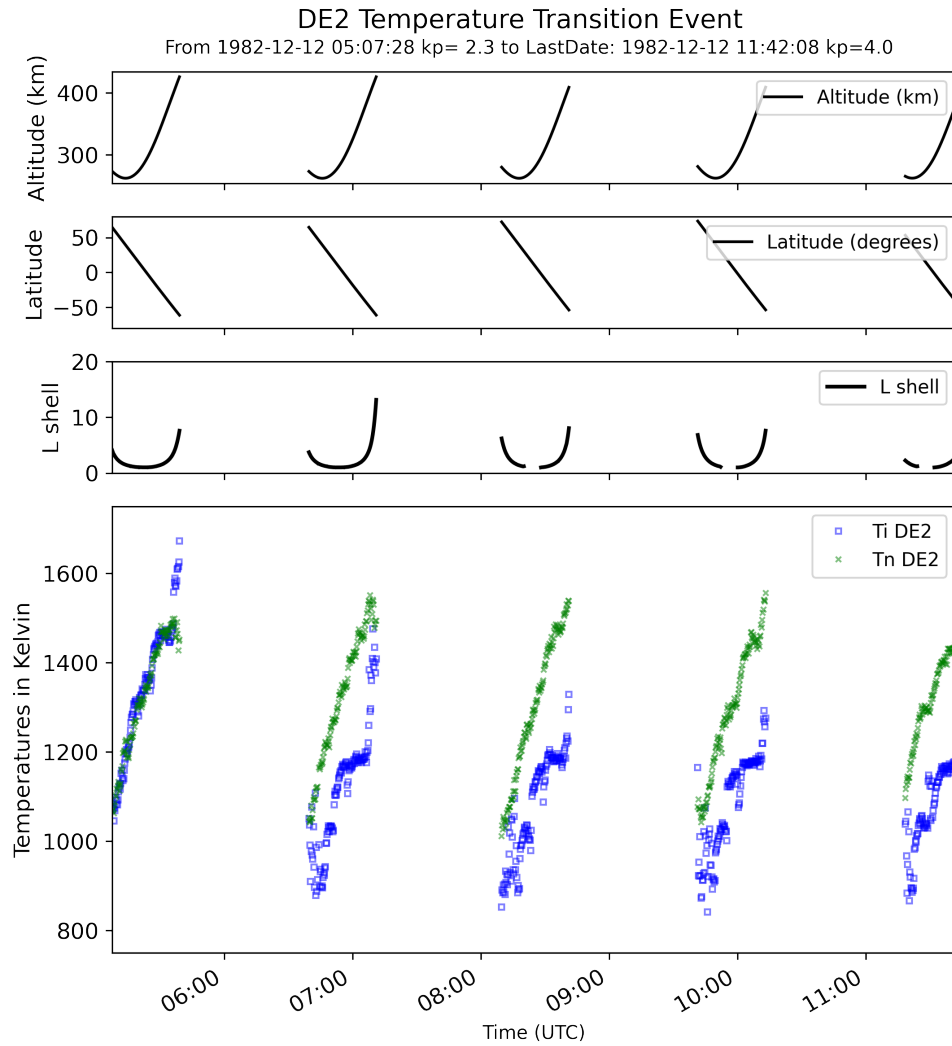 DE2 Temperature Transition Event
From 1982-12-12 05:07:28 kp= 2.3 to LastDate: 1982-12-12 11:42:08 kp=4.0
Altitude (km)
400
300
Altitude (km)
Latitude
50
0
−50
Latitude (degrees)
L shell
20
10
0
L shell
Temperatures in Kelvin
1600
1400
1200
1000
800
Ti DE2
Tn DE2
06:00
07:00
08:00
09:00
10:00
11:00
Time (UTC)